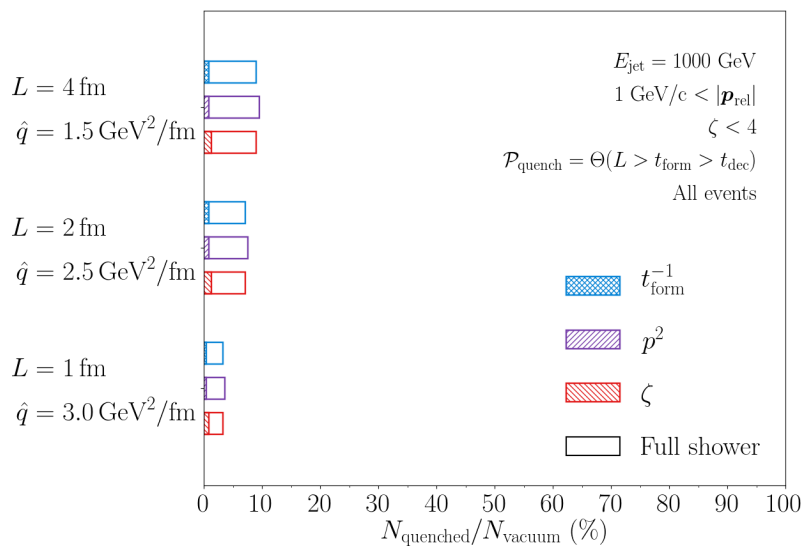 L = 4 fm
q̂ = 1.5 GeV²/fm
L = 2 fm
q̂ = 2.5 GeV²/fm
L = 1 fm
q̂ = 3.0 GeV²/fm
E_jet = 1000 GeV
1 GeV/c < |p_rel|
ζ < 4
𝒫_quench = Θ(L > t_form > t_dec)
All events
t_form^{-1}
p²
ζ
Full shower
0 10 20 30 40 50 60 70 80 90 100
N_quenched/N_vacuum (%)